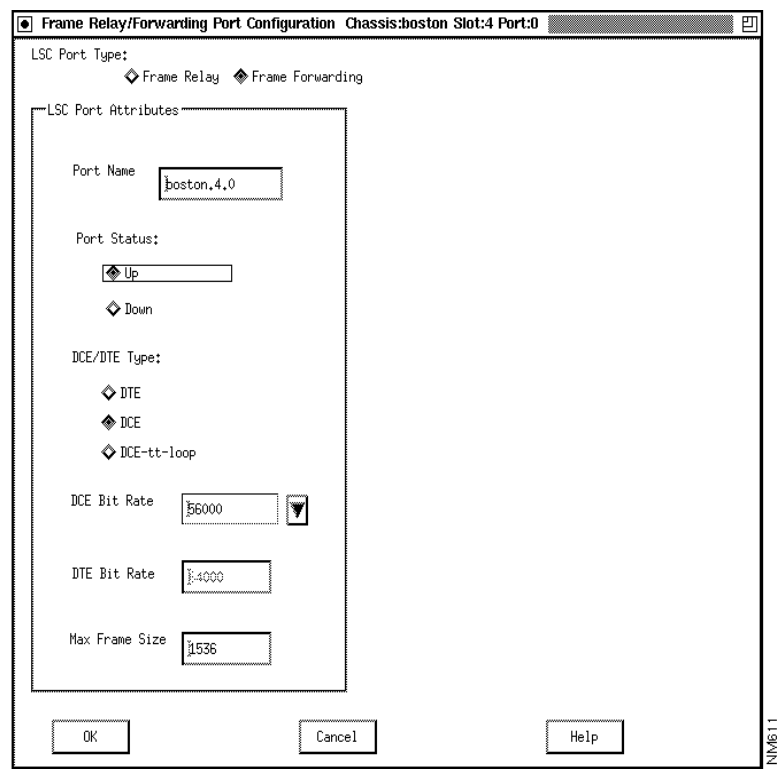 Frame Relay/Forwarding Port Configuration Chassis:boston Slot:4 Port:0
LSC Port Type:
Frame Relay Frame Forwarding
LSC Port Attributes
Port Name boston.4.0
Port Status:
Up
Down
DCE/DTE Type:
DTE
DCE
DCE-tt-loop
DCE Bit Rate 56000
DTE Bit Rate
Max Frame Size 1536
OK Cancel Help
NM611